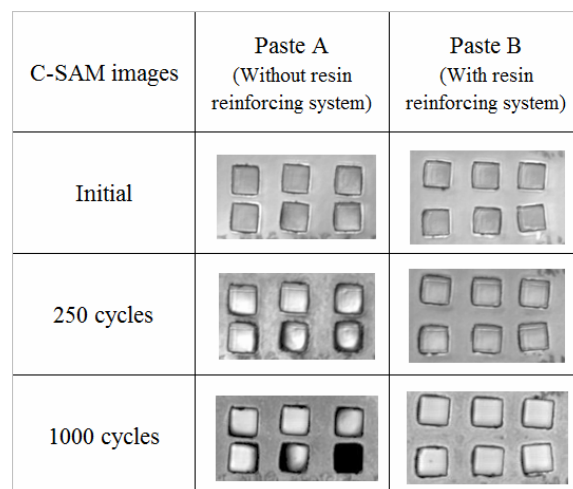 C-SAM images
Paste A
(Without resin
reinforcing system)
Paste B
(With resin
reinforcing system)
Initial
250 cycles
1000 cycles